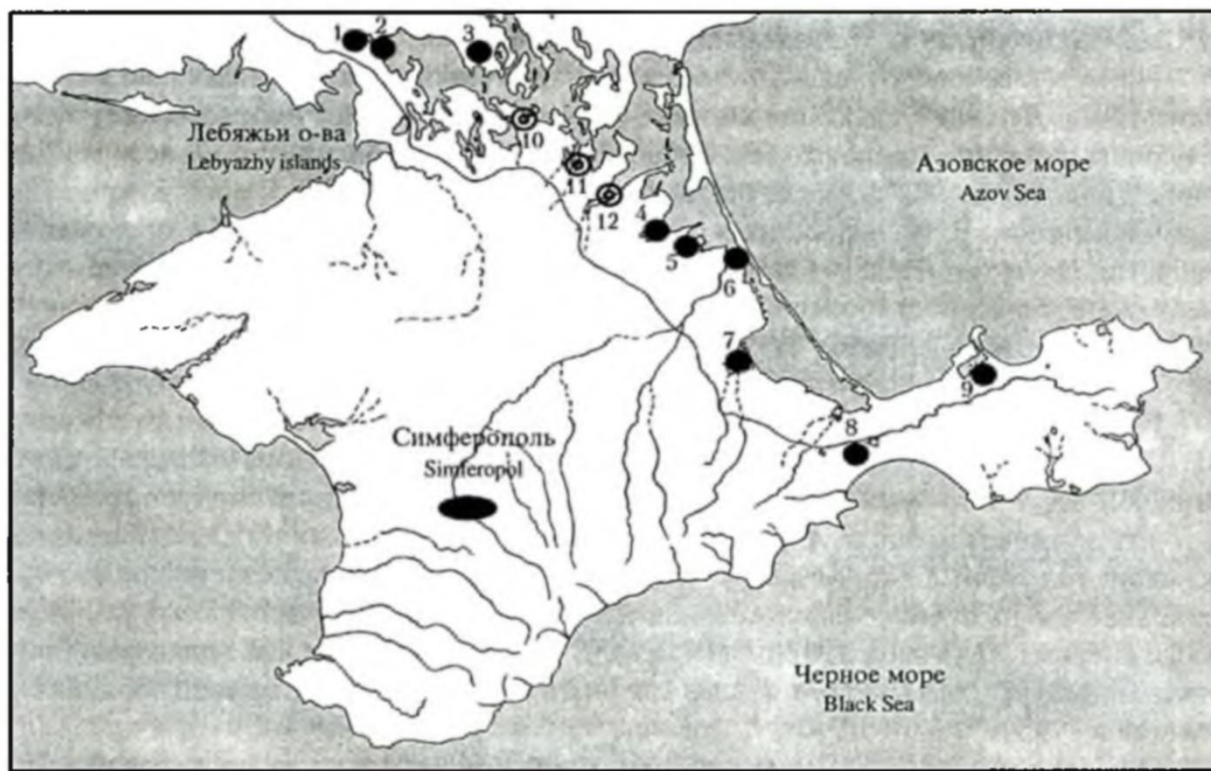 1
2
3
10
Лебяжьи о-ва
Lebyazhy islands
11
Азовское море
Azov Sea
12
4
5
6
7
9
8
Симферополь
Simferopol
Черное море
Black Sea